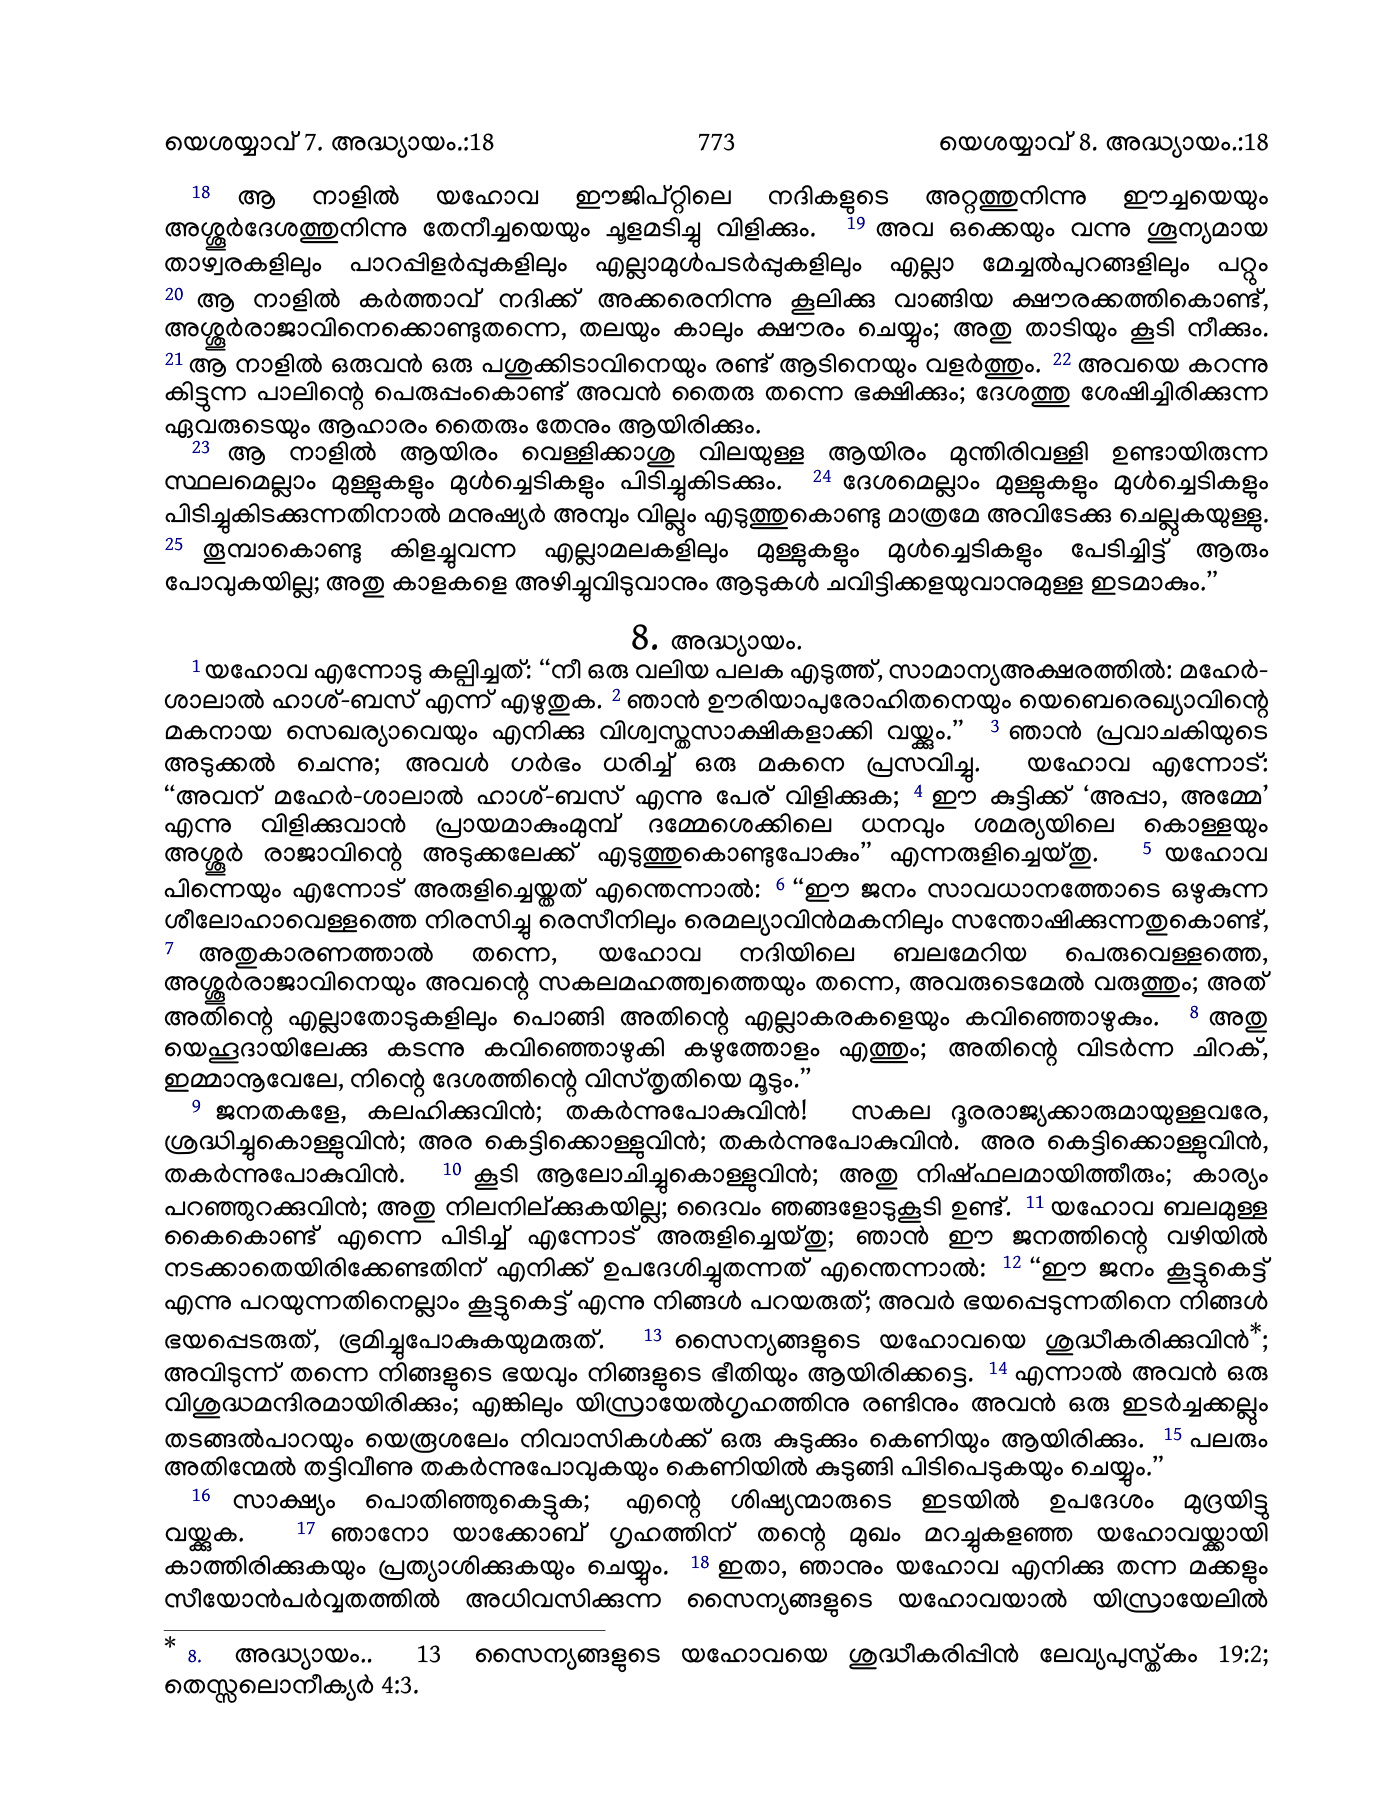 യെശയ്യാവ് 7. അദ്ധ്യായം.:18 773 യെശയ്യാവ് 8. അദ്ധ്യായം.:18
18 ആ നാളിൽ യഹോവ ഈജിപ്റ്റിലെ നദികളുടെ അറ്റത്തുനിന്നു ഈച്ചയെയും
അശ്ശൂർദേശത്തുനിന്നു തേനീച്ചയെയും ചൂളമടിച്ചു വിളിക്കും. 19 അവ ഒക്കെയും വന്നു ശൂന്യമായ
താഴ്വരകളിലും പാറപ്പിളർപ്പുകളിലും എല്ലാമുൾപടർപ്പുകളിലും എല്ലാ മേച്ചൽപുറങ്ങളിലും പറ്റും
20 ആ നാളിൽ കർത്താവ് നദിക്ക് അക്കരെനിന്നു കൂലിക്കു വാങ്ങിയ ക്ഷൗരക്കത്തികൊണ്ട്,
അശ്ശൂർരാജാവിനെക്കൊണ്ടുതന്നെ, തലയും കാലും ക്ഷൗരം ചെയ്യും; അതു താടിയും കൂടി നീക്കും.
21 ആ നാളിൽ ഒരുവൻ ഒരു പശുക്കിടാവിനെയും രണ്ട് ആടിനെയും വളർത്തും. 22 അവയെ കറന്നു
കിട്ടുന്ന പാലിന്റെ പെരുപ്പംകൊണ്ട് അവൻ തൈരു തന്നെ ഭക്ഷിക്കും; ദേശത്തു ശേഷിച്ചിരിക്കുന്ന
ഏവരുടെയും ആഹാരം തൈരും തേനും ആയിരിക്കും.
23 ആ നാളിൽ ആയിരം വെള്ളിക്കാശു വിലയുള്ള ആയിരം മുന്തിരിവള്ളി ഉണ്ടായിരുന്ന
സ്ഥലമെല്ലാം മുള്ളുകളും മുൾച്ചെടികളും പിടിച്ചുകിടക്കും. 24 ദേശമെല്ലാം മുള്ളുകളും മുൾച്ചെടികളും
പിടിച്ചുകിടക്കുന്നതിനാൽ മനുഷ്യർ അമ്പും വില്ലും എടുത്തുകൊണ്ടു മാത്രമേ അവിടേക്കു ചെല്ലുകയുള്ളു.
25 തൂമ്പാകൊണ്ടു കിളച്ചുവന്ന എല്ലാമലകളിലും മുള്ളുകളും മുൾച്ചെടികളും പേടിച്ചിട്ട് ആരും
പോവുകയില്ല; അതു കാളകളെ അഴിച്ചുവിടുവാനും ആടുകൾ ചവിട്ടിക്കളയുവാനുമുള്ള ഇടമാകും.”
8. അദ്ധ്യായം.
1 യഹോവ എന്നോടു കല്പിച്ചത്: “നീ ഒരു വലിയ പലക എടുത്ത്, സാമാന്യഅക്ഷരത്തിൽ: മഹേർ-
ശാലാൽ ഹാശ്-ബസ് എന്ന് എഴുതുക. 2 ഞാൻ ഊരിയാപുരോഹിതനെയും യെബെരെഖ്യാവിന്റെ
മകനായ സെഖര്യാവെയും എനിക്കു വിശ്വസ്തസാക്ഷികളാക്കി വയ്ക്കും.” 3 ഞാൻ പ്രവാചകിയുടെ
അടുക്കൽ ചെന്നു; അവൾ ഗർഭം ധരിച്ച് ഒരു മകനെ പ്രസവിച്ചു. യഹോവ എന്നോട്:
“അവന് മഹേർ-ശാലാൽ ഹാശ്-ബസ് എന്നു പേര് വിളിക്കുക; 4 ഈ കുട്ടിക്ക് ‘അപ്പാ, അമ്മേ’
എന്നു വിളിക്കുവാൻ പ്രായമാകുംമുമ്പ് ദമ്മേശെക്കിലെ ധനവും ശമര്യയിലെ കൊള്ളയും
അശ്ശൂർ രാജാവിന്റെ അടുക്കലേക്ക് എടുത്തുകൊണ്ടുപോകും” എന്നരുളിച്ചെയ്തു. 5 യഹോവ
പിന്നെയും എന്നോട് അരുളിച്ചെയ്തത് എന്തെന്നാൽ: 6 “ഈ ജനം സാവധാനത്തോടെ ഒഴുകുന്ന
ശീലോഹാവെള്ളത്തെ നിരസിച്ചു രെസീനിലും രെമല്യാവിൻമകനിലും സന്തോഷിക്കുന്നതുകൊണ്ട്,
7 അതുകാരണത്താൽ തന്നെ, യഹോവ നദിയിലെ ബലമേറിയ പെരുവെള്ളത്തെ,
അശ്ശൂർരാജാവിനെയും അവന്റെ സകലമഹത്ത്വത്തെയും തന്നെ, അവരുടെമേൽ വരുത്തും; അത്
അതിന്റെ എല്ലാതോടുകളിലും പൊങ്ങി അതിന്റെ എല്ലാകരകളെയും കവിഞ്ഞൊഴുകും. 8 അതു
യെഹൂദായിലേക്കു കടന്നു കവിഞ്ഞൊഴുകി കഴുത്തോളം എത്തും; അതിന്റെ വിടർന്ന ചിറക്,
ഇമ്മാനൂവേലേ, നിന്റെ ദേശത്തിന്റെ വിസ്തൃതിയെ മൂടും.”
9 ജനതകളേ, കലഹിക്കുവിൻ; തകർന്നുപോകുവിൻ! സകല ദൂരരാജ്യക്കാരുമായുള്ളവരേ,
ശ്രദ്ധിച്ചുകൊള്ളുവിൻ; അര കെട്ടിക്കൊള്ളുവിൻ; തകർന്നുപോകുവിൻ. അര കെട്ടിക്കൊള്ളുവിൻ,
തകർന്നുപോകുവിൻ. 10 കൂടി ആലോചിച്ചുകൊള്ളുവിൻ; അതു നിഷ്ഫലമായിത്തീരും; കാര്യം
പറഞ്ഞുറക്കുവിൻ; അതു നിലനില്ക്കുകയില്ല; ദൈവം ഞങ്ങളോടുകൂടി ഉണ്ട്. 11 യഹോവ ബലമുള്ള
കൈകൊണ്ട് എന്നെ പിടിച്ച് എന്നോട് അരുളിച്ചെയ്തു; ഞാൻ ഈ ജനത്തിന്റെ വഴിയിൽ
നടക്കാതെയിരിക്കേണ്ടതിന് എനിക്ക് ഉപദേശിച്ചുതന്നത് എന്തെന്നാൽ: 12 “ഈ ജനം കൂട്ടുകെട്ട്
എന്നു പറയുന്നതിനെല്ലാം കൂട്ടുകെട്ട് എന്നു നിങ്ങൾ പറയരുത്; അവർ ഭയപ്പെടുന്നതിനെ നിങ്ങൾ
ഭയപ്പെടരുത്, ഭ്രമിച്ചുപോകുകയുമരുത്. 13 സൈന്യങ്ങളുടെ യഹോവയെ ശുദ്ധീകരിക്കുവിൻ*;
അവിടുന്ന് തന്നെ നിങ്ങളുടെ ഭയവും നിങ്ങളുടെ ഭീതിയും ആയിരിക്കട്ടെ. 14 എന്നാൽ അവൻ ഒരു
വിശുദ്ധമന്ദിരമായിരിക്കും; എങ്കിലും യിസ്രായേൽഗൃഹത്തിനു രണ്ടിനും അവൻ ഒരു ഇടർച്ചക്കല്ലും
തടങ്ങൽപാറയും യെരൂശലേം നിവാസികൾക്ക് ഒരു കുടുക്കും കെണിയും ആയിരിക്കും. 15 പലരും
അതിന്മേൽ തട്ടിവീണു തകർന്നുപോവുകയും കെണിയിൽ കുടുങ്ങി പിടിപെടുകയും ചെയ്യും.”
16 സാക്ഷ്യം പൊതിഞ്ഞുകെട്ടുക; എന്റെ ശിഷ്യന്മാരുടെ ഇടയിൽ ഉപദേശം മുദ്രയിട്ടു
വയ്ക്കുക. 17 ഞാനോ യാക്കോബ് ഗൃഹത്തിന് തന്റെ മുഖം മറച്ചുകളഞ്ഞ യഹോവയ്ക്കായി
കാത്തിരിക്കുകയും പ്രത്യാശിക്കുകയും ചെയ്യും. 18 ഇതാ, ഞാനും യഹോവ എനിക്കു തന്ന മക്കളും
സീയോൻപർവ്വതത്തിൽ അധിവസിക്കുന്ന സൈന്യങ്ങളുടെ യഹോവയാൽ യിസ്രായേലിൽ
* 8. അദ്ധ്യായം.. 13 സൈന്യങ്ങളുടെ യഹോവയെ ശുദ്ധീകരിപ്പിൻ ലേവ്യപുസ്ത്കം 19:2;
തെസ്സലൊനീക്യർ 4:3.